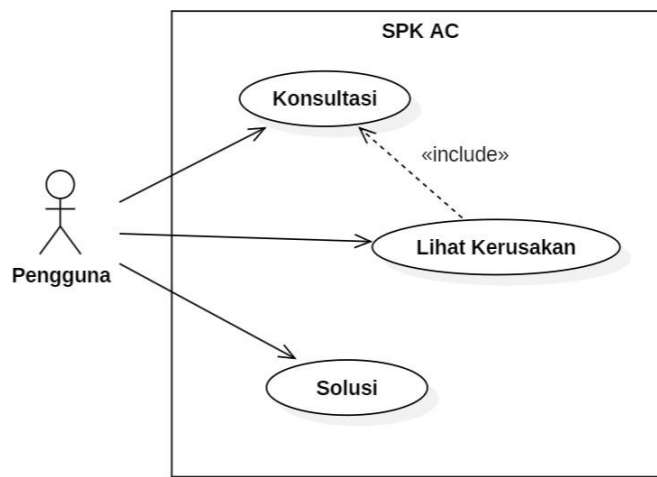 SPK AC
Konsultasi
«include»
Lihat Kerusakan
Pengguna
Solusi